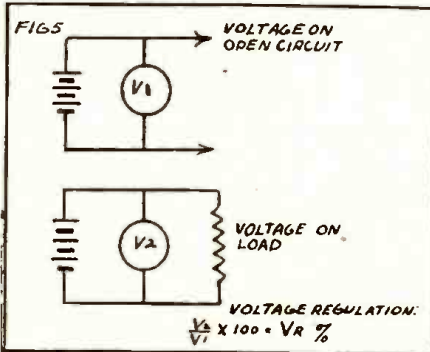 FIG5
VOLTAGE ON
OPEN CIRCUIT
V1
V2
VOLTAGE ON
LOAD
VOLTAGE REGULATION:
V2/V1 X 100 = VR %